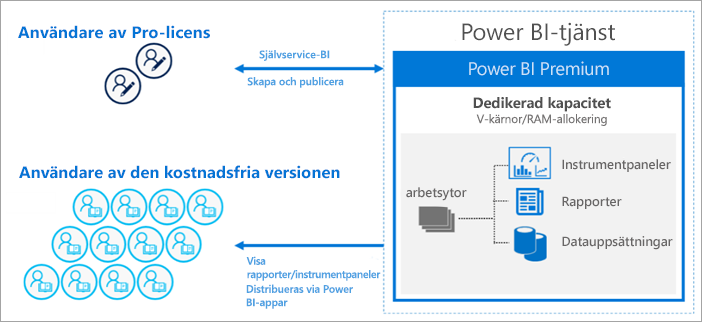 Användare av Pro-licens
Självservice-BI
Skapa och publicera
Användare av den kostnadsfria versionen
Visa
rapporter/instrumentpaneler
Distribueras via Power
BI-appar
Power BI-tjänst
Power BI Premium
Dedikerad kapacitet
V-kärnor/RAM-allokering
arbetsytor
Instrumentpaneler
Rapporter
Datauppsättningar